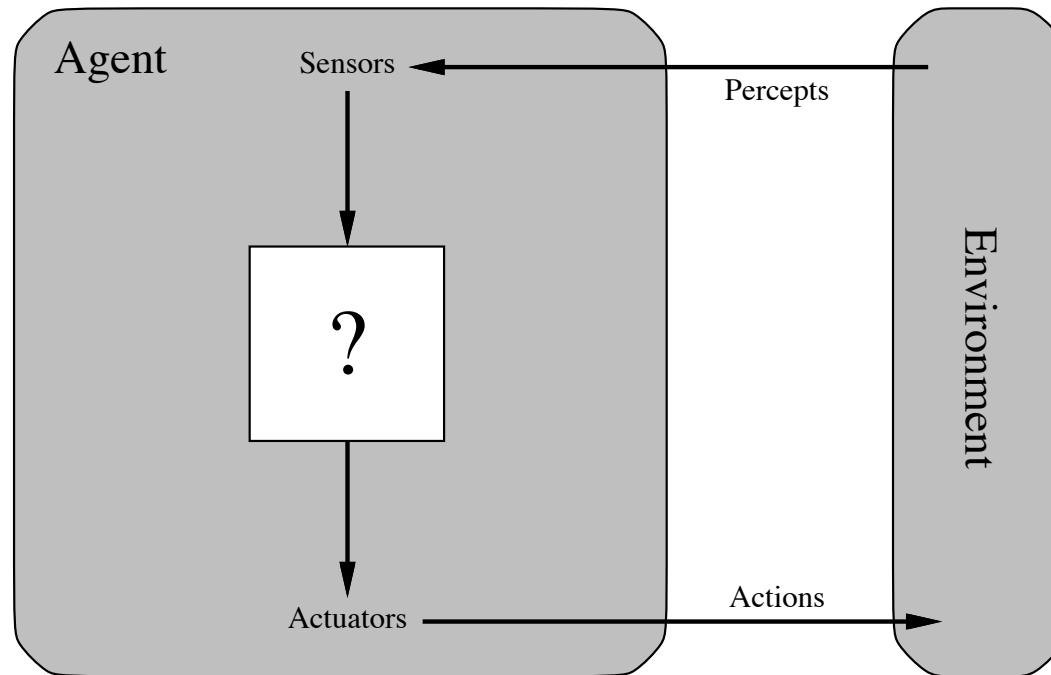 Agent
Sensors
Percepts
?
Environment
Actions
Actuators